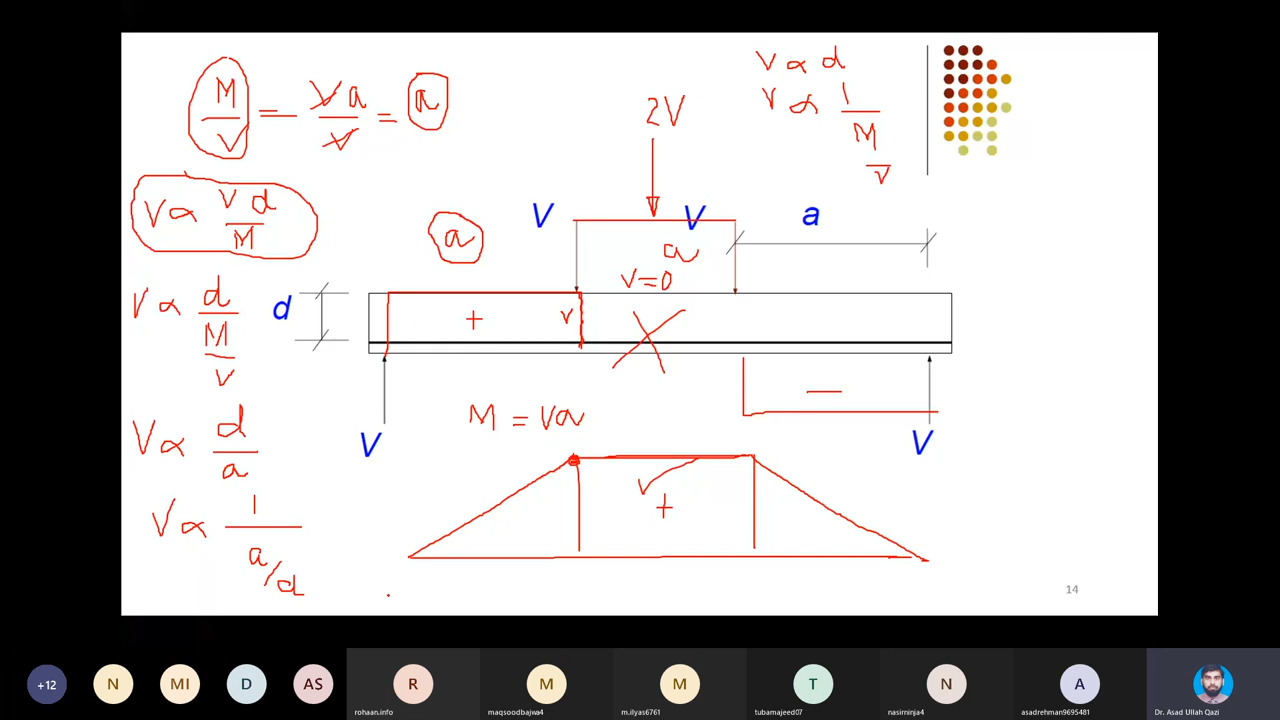 M/V = Va/V = a
V ∝ Vd/M
V ∝ d/(M/V)
V ∝ d/a
V ∝ 1/(a/d)
V ∝ d
V ∝ 1/(M/V)
2V
V
V
a
a
a
V=0
d
+
V
V
M = Va
—
V
+
14
+12
N
MI
D
AS
R
rohaan.info
M
maqsoodbajwa4
M
m.ilyas6761
T
tubamajeed07
N
nasirninja4
A
asadrehman9695481
Dr. Asad Ullah Qazi